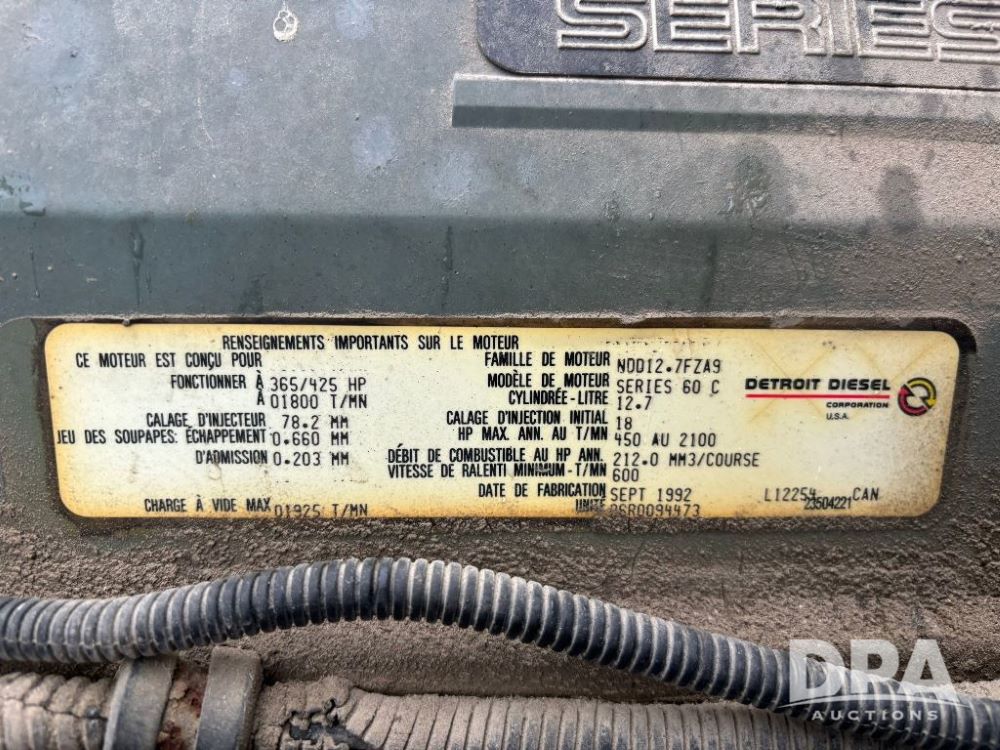 SERIES
RENSEIGNEMENTS IMPORTANTS SUR LE MOTEUR
CE MOTEUR EST CONÇU POUR
FONCTIONNER À 365/425 HP
À 01800 T/MN
CALAGE D'INJECTEUR 78.2 MM
JEU DES SOUPAPES: ÉCHAPPEMENT 0.660 MM
D'ADMISSION 0.203 MM
CHARGE À VIDE MAX 01925 T/MN
FAMILLE DE MOTEUR NDD12.7FZA9
MODÈLE DE MOTEUR SERIES 60 C
CYLINDRÉE-LITRE 12.7
CALAGE D'INJECTION INITIAL 18
HP MAX. ANN. AU T/MN 450 AU 2100
DÉBIT DE COMBUSTIBLE AU HP ANN. 212.0 MM3/COURSE
VITESSE DE RALENTI MINIMUM-T/MN 600
DATE DE FABRICATION SEPT 1992
UNITÉ 06R0094473
L12254 CAN
23504221
DETROIT DIESEL
CORPORATION
U.S.A.
DRA
AUCTIONS